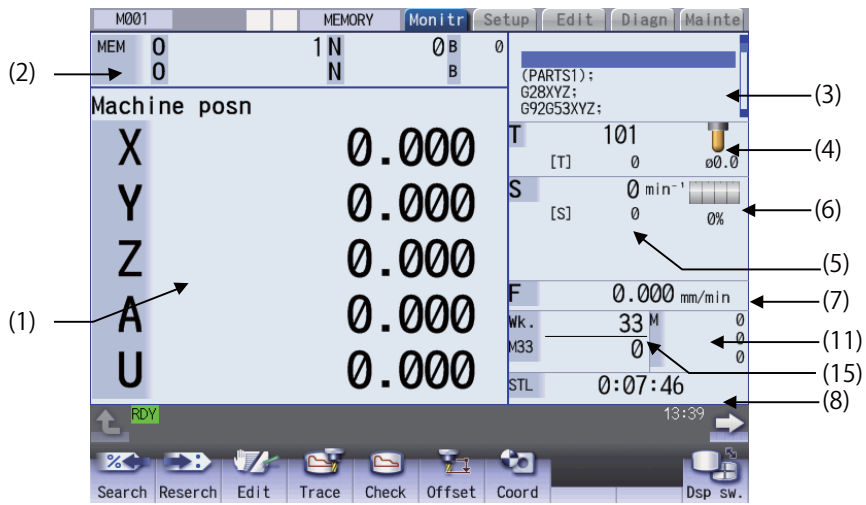 M001 MEMORY Monitr Setup Edit Diagn Mainte
MEM O 1 N 0 B 0
O N B
(2)
(PARTS1);
G28XYZ;
G92G53XYZ;
(3)
Machine posn
X 0.000
Y 0.000
Z 0.000
A 0.000
U 0.000
(1)
T 101
[T] 0 ø0.0
(4)
S 0 min⁻¹
[S] 0 0%
(6)
(5)
F 0.000 mm/min
(7)
Wk. 33 M 0
0
M33 0 0
(11)
(15)
STL 0:07:46
(8)
RDY 13:39
Search Reserch Edit Trace Check Offset Coord Dsp sw.